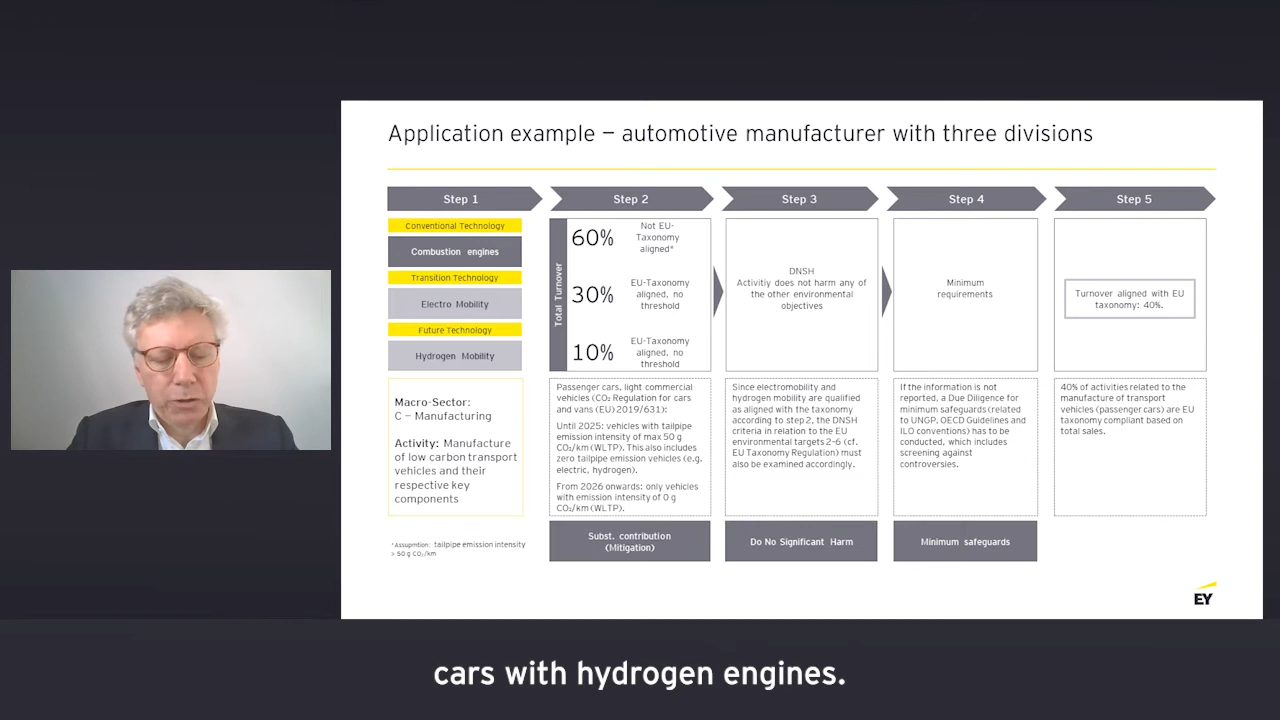 Application example – automotive manufacturer with three divisions
Step 1
Step 2
Step 3
Step 4
Step 5
Conventional Technology
Combustion engines
Transition Technology
Electro Mobility
Future Technology
Hydrogen Mobility
Total Turnover
60%
Not EU-
Taxonomy
aligned*
30%
EU-Taxonomy
aligned, no
threshold
10%
EU-Taxonomy
aligned, no
threshold
DNSH
Activitiy does not harm any of
the other environmental
objectives
Minimum
requirements
Turnover aligned with EU
taxonomy: 40%.
Macro-Sector:
C – Manufacturing
Activity: Manufacture
of low carbon transport
vehicles and their
respective key
components
Passenger cars, light commercial
vehicles (CO₂ Regulation for cars
and vans (EU) 2019/631):
Until 2025: vehicles with tailpipe
emission intensity of max 50 g
CO₂/km (WLTP). This also includes
zero tailpipe emission vehicles (e.g.
electric, hydrogen).
From 2026 onwards: only vehicles
with emission intensity of 0 g
CO₂/km (WLTP).
Since electromobility and
hydrogen mobility are qualified
as aligned with the taxonomy
according to step 2, the DNSH
criteria in relation to the EU
environmental targets 2-6 (cf.
EU Taxonomy Regulation) must
also be examined accordingly.
If the information is not
reported, a Due Diligence for
minimum safeguards (related
to UNGP, OECD Guidelines and
ILO conventions) has to be
conducted, which includes
screening against
controversies.
40% of activities related to the
manufacture of transport
vehicles (passenger cars) are EU
taxonomy compliant based on
total sales.
Subst. contribution
(Mitigation)
Do No Significant Harm
Minimum safeguards
*Assupmtion: tailpipe emission intensity
> 50 g CO₂/km
EY
cars with hydrogen engines.